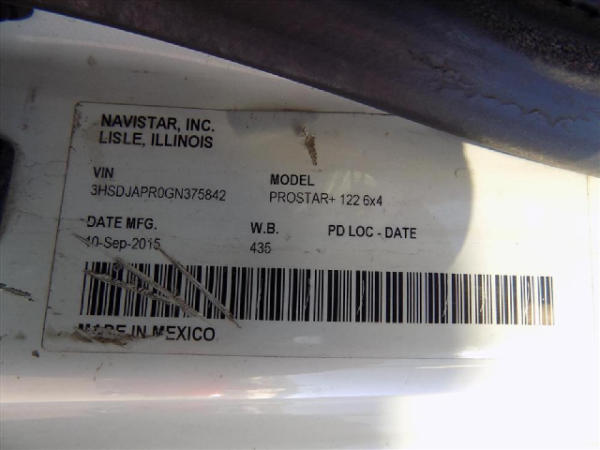 NAVISTAR, INC.
LISLE, ILLINOIS
VIN MODEL
3HSDJAPR0GN375842 PROSTAR+ 122 6x4
DATE MFG. W.B. PD LOC - DATE
10-Sep-2015 435
MADE IN MEXICO